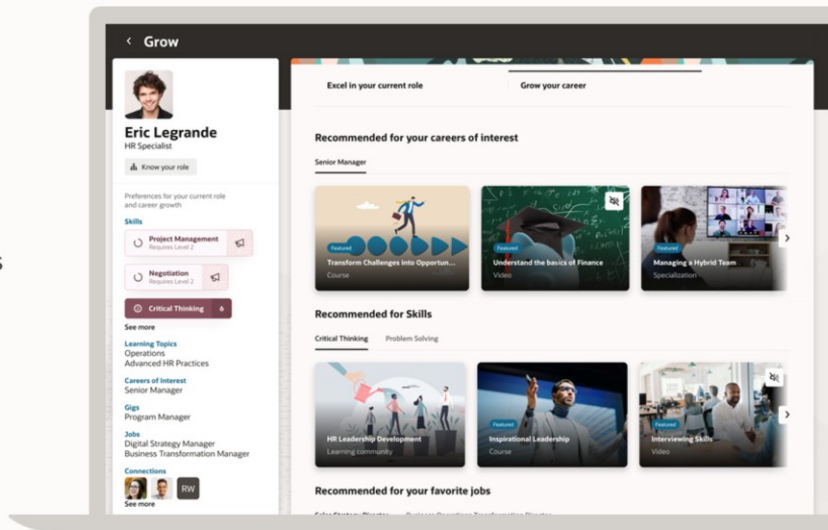 Grow
Eric Legrande
HR Specialist
Know your role
Preferences for your current role
and career growth
Skills
Project Management
Requires Level 2
Negotiation
Requires Level 2
Critical Thinking 6
See more
Learning Topics
Operations
Advanced HR Practices
Careers of Interest
Senior Manager
Gigs
Program Manager
Jobs
Digital Strategy Manager
Business Transformation Manager
Connections
RW
See more
Excel in your current role
Grow your career
Recommended for your careers of interest
Senior Manager
Featured
Transform Challenges Into Opportun...
Course
Featured
Understand the basics of Finance
Video
Featured
Managing a Hybrid Team
Specialization
Recommended for Skills
Critical Thinking
Problem Solving
HR Leadership Development
Learning community
Featured
Inspirational Leadership
Course
Featured
Interviewing Skills
Video
Recommended for your favorite jobs
s